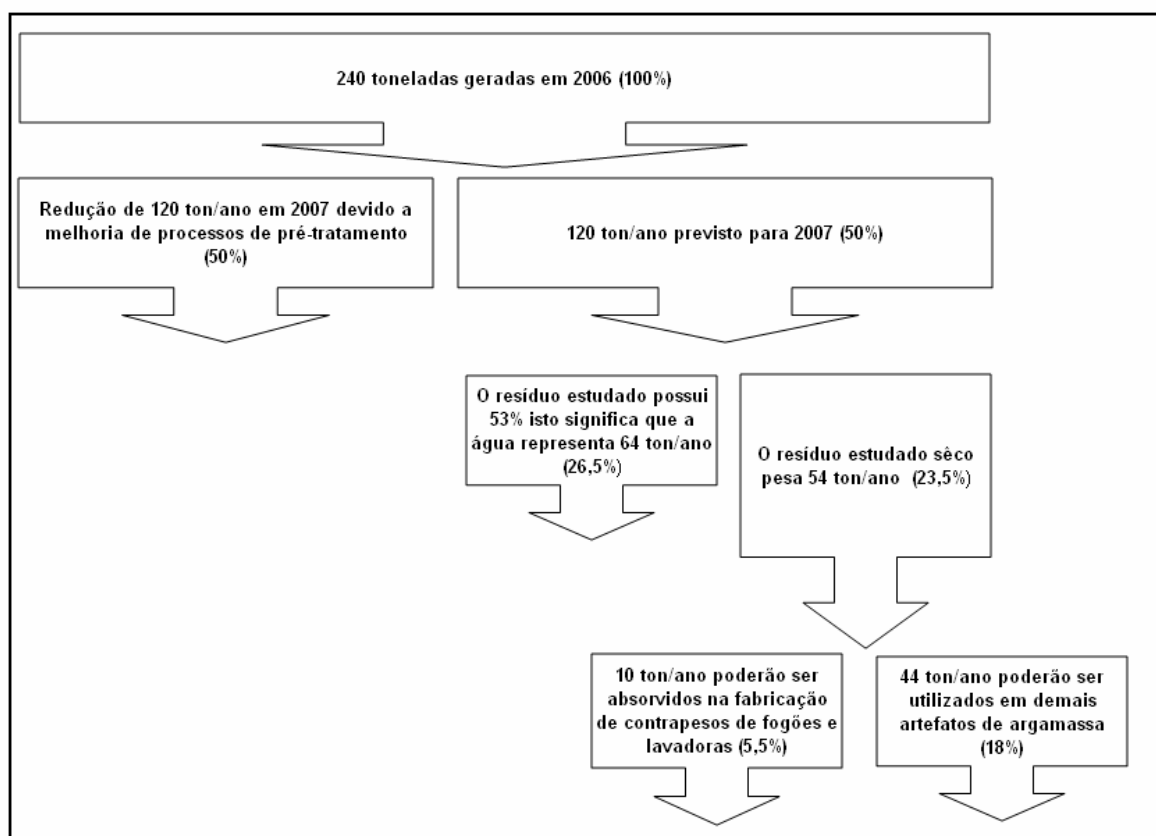 240 toneladas geradas em 2006 (100%)
Redução de 120 ton/ano em 2007 devido a
melhoria de processos de pré-tratamento
(50%)
120 ton/ano previsto para 2007 (50%)
O resíduo estudado possui
53% isto significa que a
água representa 64 ton/ano
(26,5%)
O resíduo estudado sêco
pesa 54 ton/ano (23,5%)
10 ton/ano poderão ser
absorvidos na fabricação
de contrapesos de fogões e
lavadoras (5,5%)
44 ton/ano poderão ser
utilizados em demais
artefatos de argamassa
(18%)